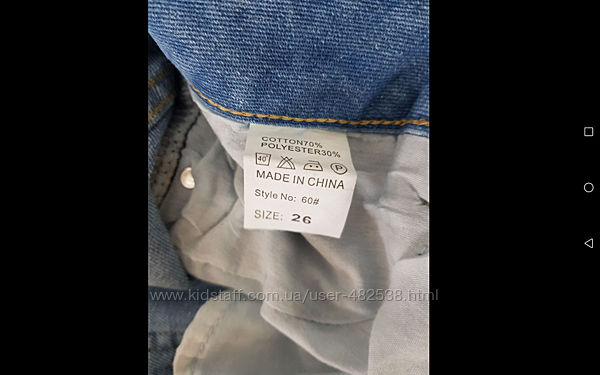 COTTON70%
POLYESTER30%
40° P
MADE IN CHINA
Style No: 60#
SIZE: 26
www.kidstaff.com.ua/user-482538.html